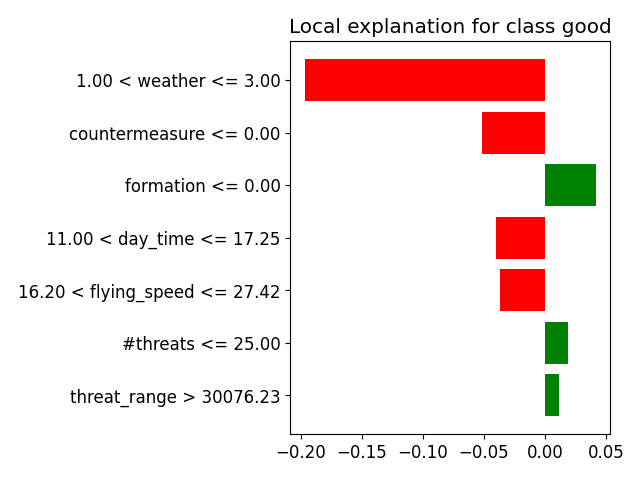 Local explanation for class good
1.00 < weather <= 3.00
countermeasure <= 0.00
formation <= 0.00
11.00 < day_time <= 17.25
16.20 < flying_speed <= 27.42
#threats <= 25.00
threat_range > 30076.23
−0.20 −0.15 −0.10 −0.05 0.00 0.05